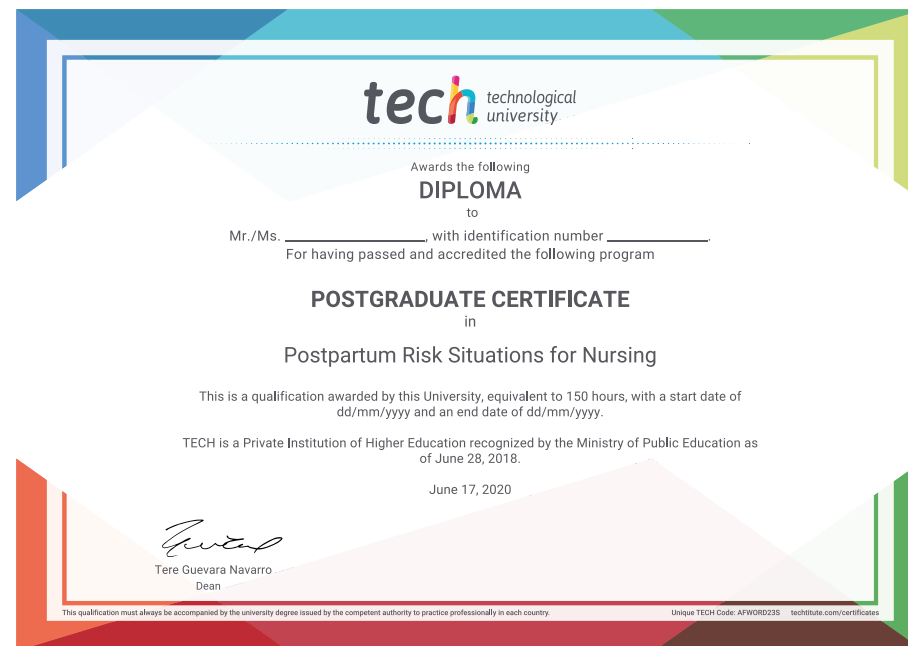 tech technological
university
Awards the following
DIPLOMA
to
Mr./Ms. ____________________, with identification number ______________.
For having passed and accredited the following program
POSTGRADUATE CERTIFICATE
in
Postpartum Risk Situations for Nursing
This is a qualification awarded by this University, equivalent to 150 hours, with a start date of
dd/mm/yyyy and an end date of dd/mm/yyyy.
TECH is a Private Institution of Higher Education recognized by the Ministry of Public Education as
of June 28, 2018.
June 17, 2020
Tere Guevara Navarro
Dean
This qualification must always be accompanied by the university degree issued by the competent authority to practice professionally in each country. Unique TECH Code: AFWORD23S techtitute.com/certificates